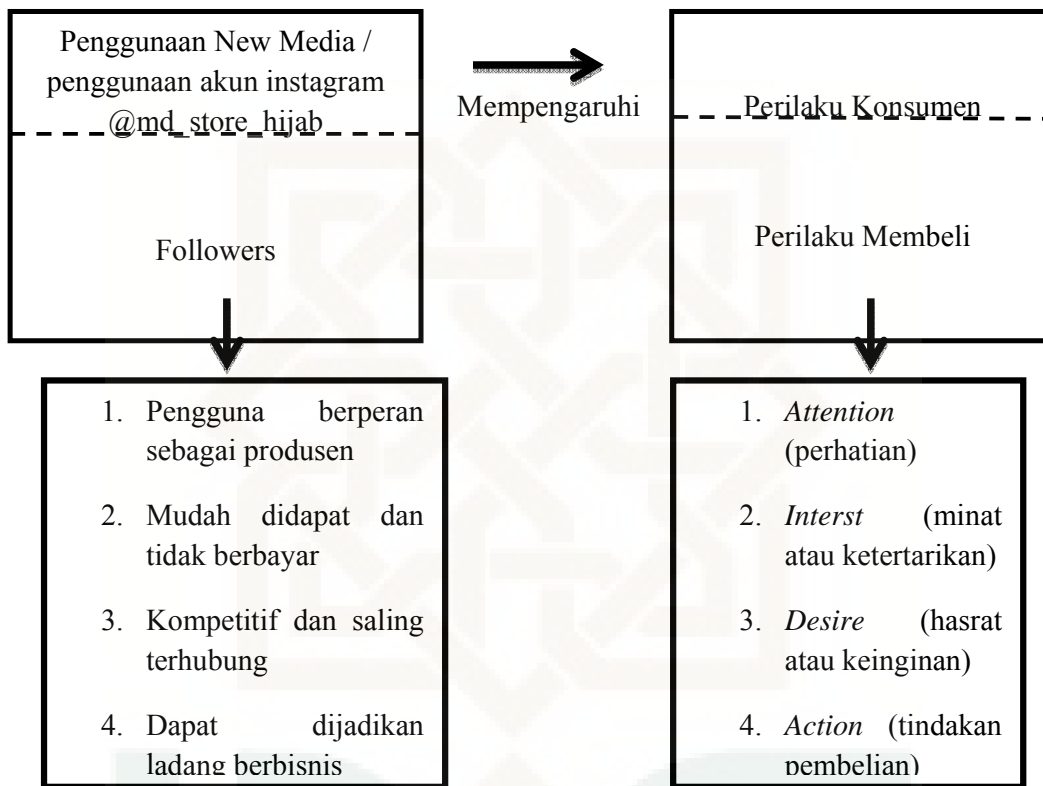 Penggunaan New Media /
penggunaan akun instagram
@md_store_hijab
Followers
Mempengaruhi
Perilaku Konsumen
Perilaku Membeli
1. Pengguna berperan
sebagai produsen
2. Mudah didapat dan
tidak berbayar
3. Kompetitif dan saling
terhubung
4. Dapat dijadikan
ladang berbisnis
1. Attention
(perhatian)
2. Interst (minat
atau ketertarikan)
3. Desire (hasrat
atau keinginan)
4. Action (tindakan
pembelian)